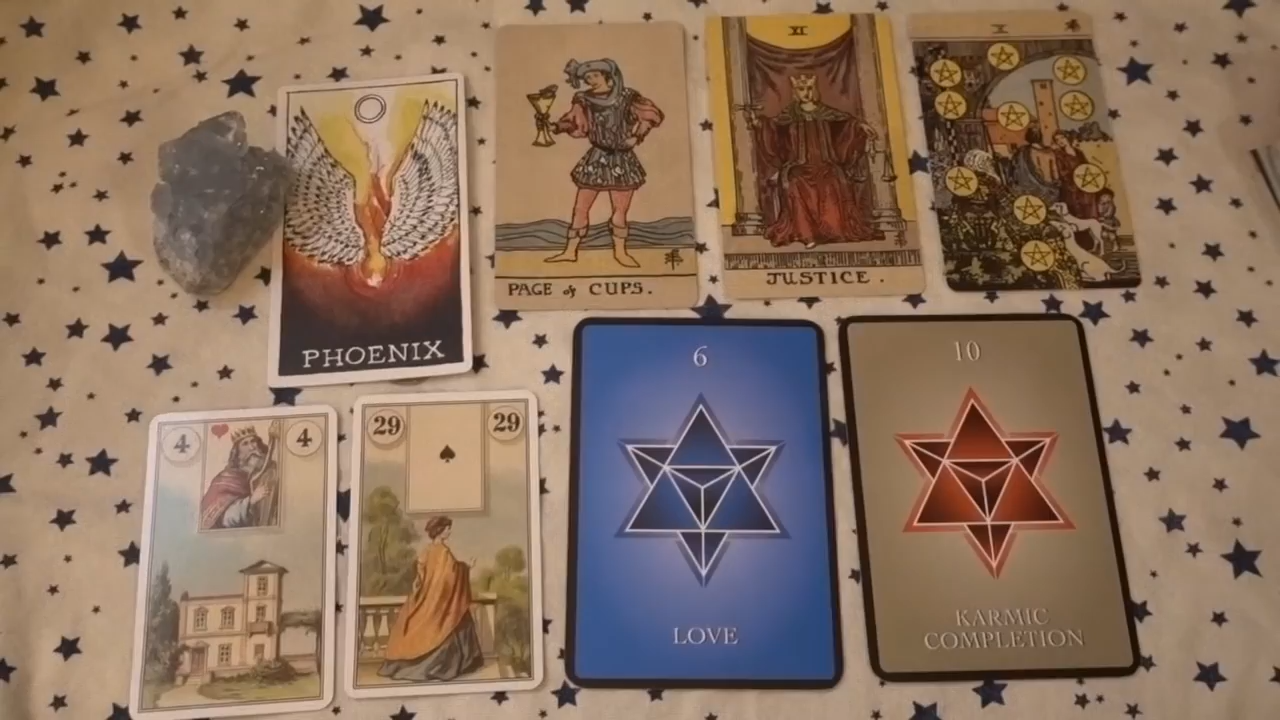 PHOENIX
PAGE of CUPS.
XI
JUSTICE.
X
4 4
29 29
6
LOVE
10
KARMIC
COMPLETION